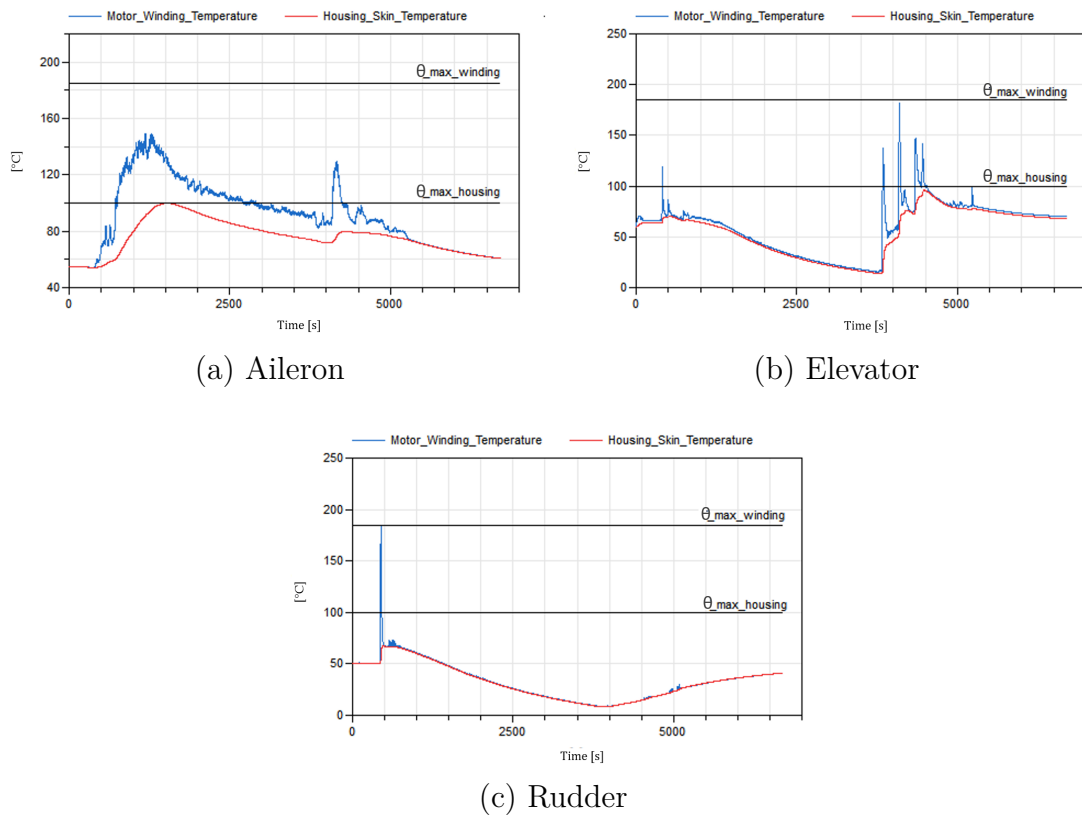 Motor_Winding_Temperature Housing_Skin_Temperature
220
200
160
120
80
40
[°C]
θ_max_winding
θ_max_housing
0 2500 5000
Time [s]
(a) Aileron
Motor_Winding_Temperature Housing_Skin_Temperature
250
200
150
100
50
0
[°C]
θ_max_winding
θ_max_housing
0 2500 5000
Time [s]
(b) Elevator
Motor_Winding_Temperature Housing_Skin_Temperature
250
200
150
100
50
0
[°C]
θ_max_winding
θ_max_housing
0 2500 5000
Time [s]
(c) Rudder